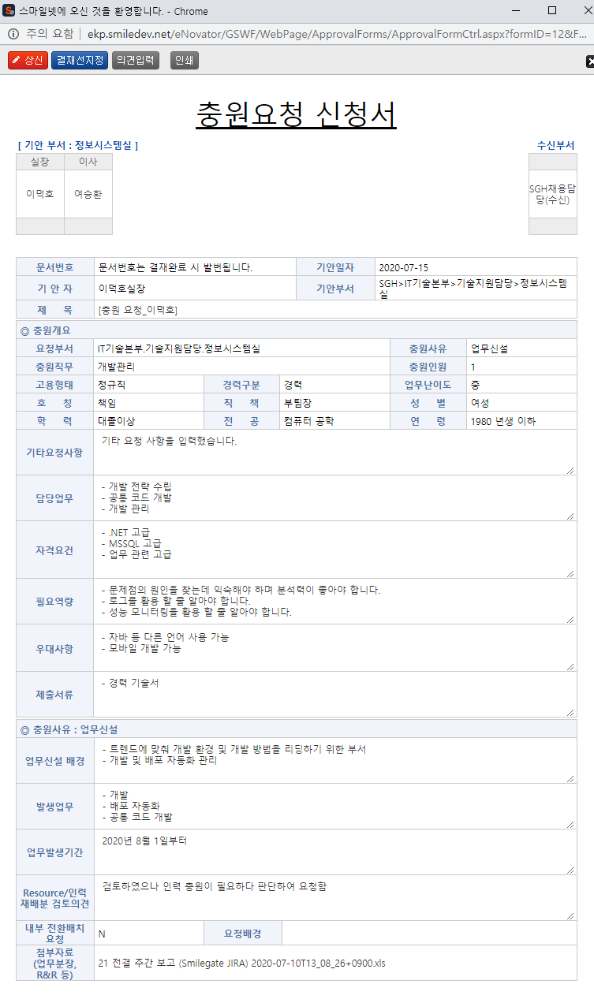 스마일넷에 오신 것을 환영합니다. - Chrome
주의 요함 | ekp.smiledev.net/eNovator/GSWF/WebPage/ApprovalForms/ApprovalFormCtrl.aspx?formID=12&F...
상신 결재선지정 의견입력 인쇄
충원요청 신청서
[ 기안 부서 : 정보시스템실 ] 수신부서
실장 이사
이덕호 여승환 SGH채용담
당(수신)
문서번호 문서번호는 결재완료 시 발번됩니다. 기안일자 2020-07-15
기 안 자 이덕호실장 기안부서 SGH>IT기술본부>기술지원담당>정보시스템
실
제 목 [충원 요청_이덕호]
◎ 충원개요
요청부서 IT기술본부.기술지원담당.정보시스템실 충원사유 업무신설
충원직무 개발관리 충원인원 1
고용형태 정규직 경력구분 경력 업무난이도 중
호 칭 책임 직 책 부팀장 성 별 여성
학 력 대졸이상 전 공 컴퓨터 공학 연 령 1980 년생 이하
기타요청사항 기타 요청 사항을 입력했습니다.
담당업무 - 개발 전략 수립
- 공통 코드 개발
- 개발 관리
자격요건 - .NET 고급
- MSSQL 고급
- 업무 관련 고급
필요역량 - 문제점의 원인을 찾는데 익숙해야 하며 분석력이 좋아야 합니다.
- 로그를 활용 할 줄 알아야 합니다.
- 성능 모니터링을 활용 할 줄 알아야 합니다.
우대사항 - 자바 등 다른 언어 사용 가능
- 모바일 개발 가능
제출서류 - 경력 기술서
◎ 충원사유 : 업무신설
업무신설 배경 - 트렌드에 맞춰 개발 환경 및 개발 방법을 리딩하기 위한 부서
- 개발 및 배포 자동화 관리
발생업무 - 개발
- 배포 자동화
- 공통 코드 개발
업무발생기간 2020년 8월 1일부터
Resource/인력
재배분 검토의견 검토하였으나 인력 충원이 필요하다 판단하여 요청함
내부 전환배치
요청 N 요청배경
첨부자료
(업무분장,
R&R 등) 21 전결 주간 보고 (Smilegate JIRA) 2020-07-10T13_08_26+0900.xls